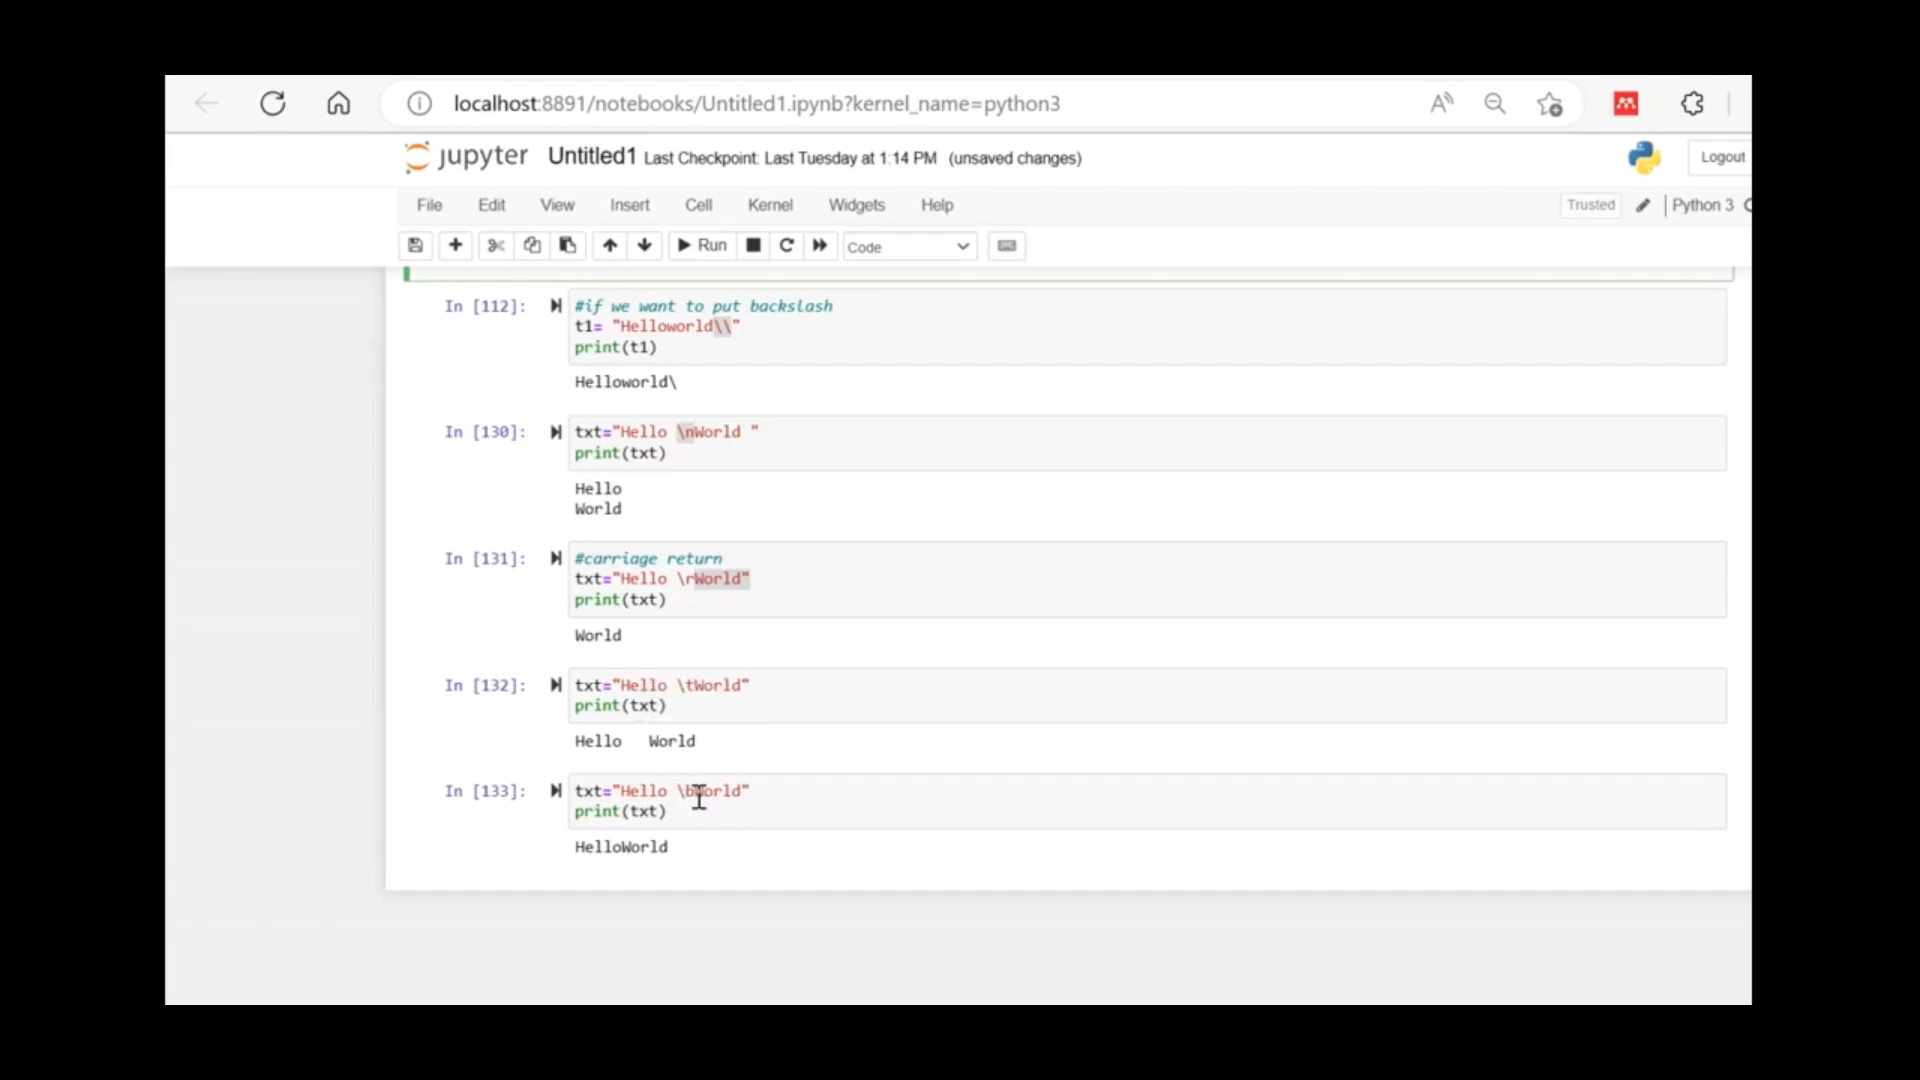 localhost:8891/notebooks/Untitled1.ipynb?kernel_name=python3
jupyter Untitled1 Last Checkpoint: Last Tuesday at 1:14 PM (unsaved changes) Logout
File Edit View Insert Cell Kernel Widgets Help Trusted Python 3
Run Code
In [112]: #if we want to put backslash
t1= "Helloworld\\"
print(t1)
Helloworld\
In [130]: txt="Hello \nWorld "
print(txt)
Hello
World
In [131]: #carriage return
txt="Hello \rWorld"
print(txt)
World
In [132]: txt="Hello \tWorld"
print(txt)
Hello   World
In [133]: txt="Hello \bWorld"
print(txt)
HelloWorld